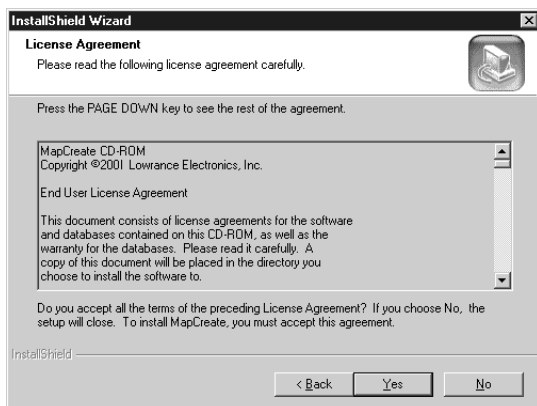 InstallShield Wizard
License Agreement
Please read the following license agreement carefully.
Press the PAGE DOWN key to see the rest of the agreement.
MapCreate CD-ROM
Copyright ©2001 Lowrance Electronics, Inc.
End User License Agreement
This document consists of license agreements for the software
and databases contained on this CD-ROM, as well as the
warranty for the databases. Please read it carefully. A
copy of this document will be placed in the directory you
choose to install the software to.
Do you accept all the terms of the preceding License Agreement? If you choose No, the
setup will close. To install MapCreate, you must accept this agreement.
InstallShield
< Back Yes No